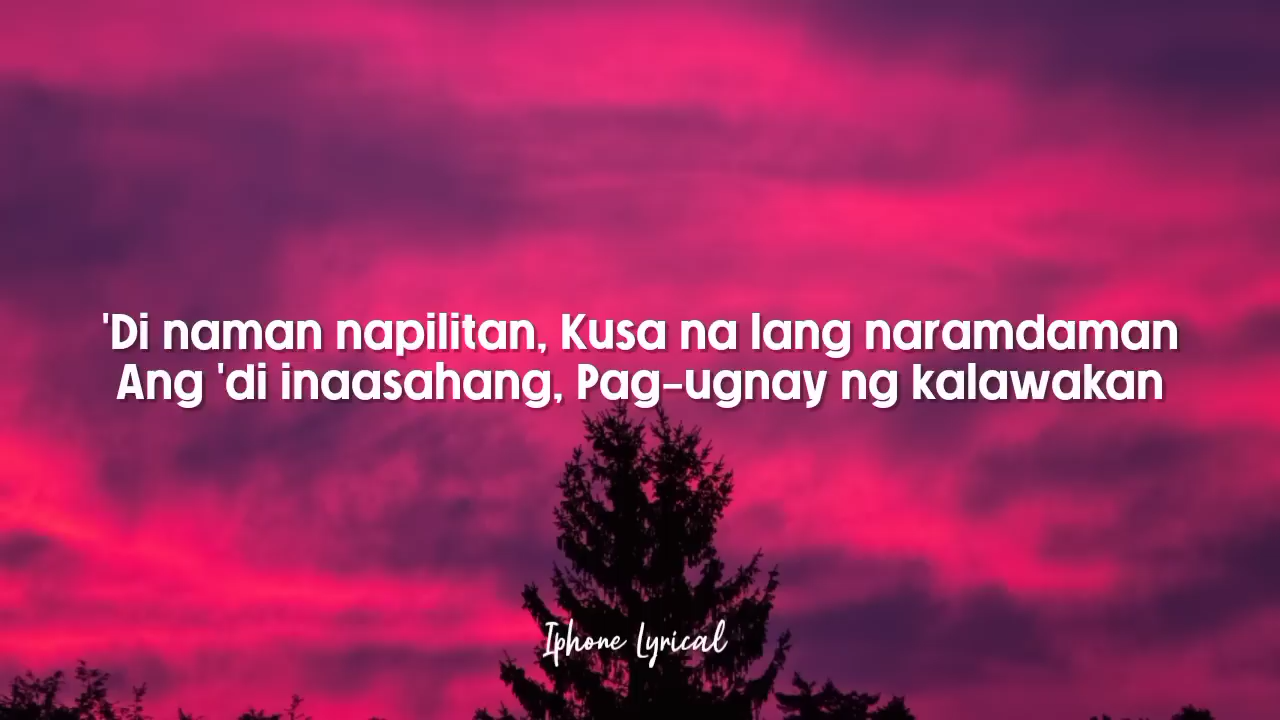 'Di naman napilitan, Kusa na lang naramdaman
Ang 'di inaasahang, Pag-ugnay ng kalawakan
Iphone Lyrical